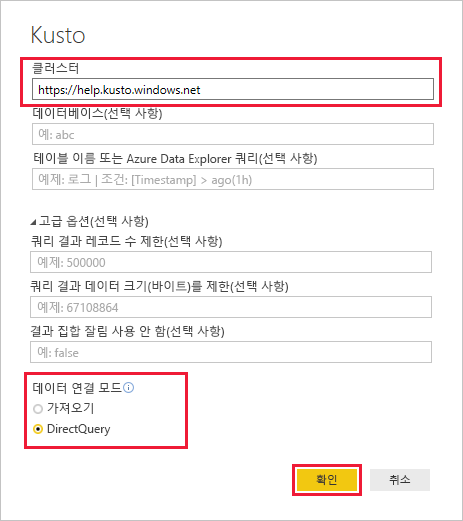 Kusto
클러스터
https://help.kusto.windows.net
데이터베이스(선택 사항)
예: abc
테이블 이름 또는 Azure Data Explorer 쿼리(선택 사항)
예제: 로그 | 조건: [Timestamp] > ago(1h)
고급 옵션(선택 사항)
쿼리 결과 레코드 수 제한(선택 사항)
예제: 500000
쿼리 결과 데이터 크기(바이트)를 제한(선택 사항)
예제: 67108864
결과 집합 잘림 사용 안 함(선택 사항)
예: false
데이터 연결 모드
가져오기
DirectQuery
확인 취소